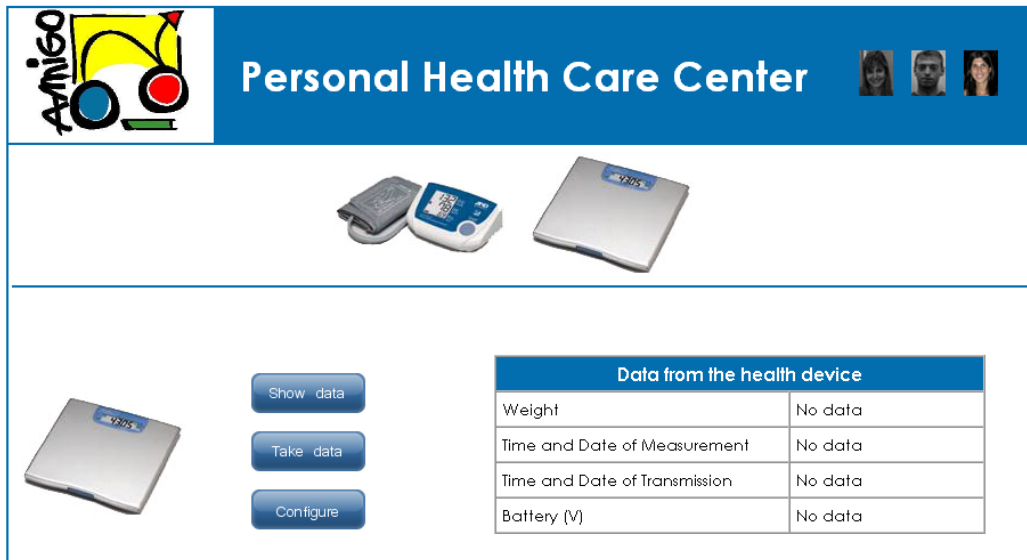 AMiGO
Personal Health Care Center
Show data
Take data
Configure
Data from the health device
Weight No data
Time and Date of Measurement No data
Time and Date of Transmission No data
Battery (V) No data